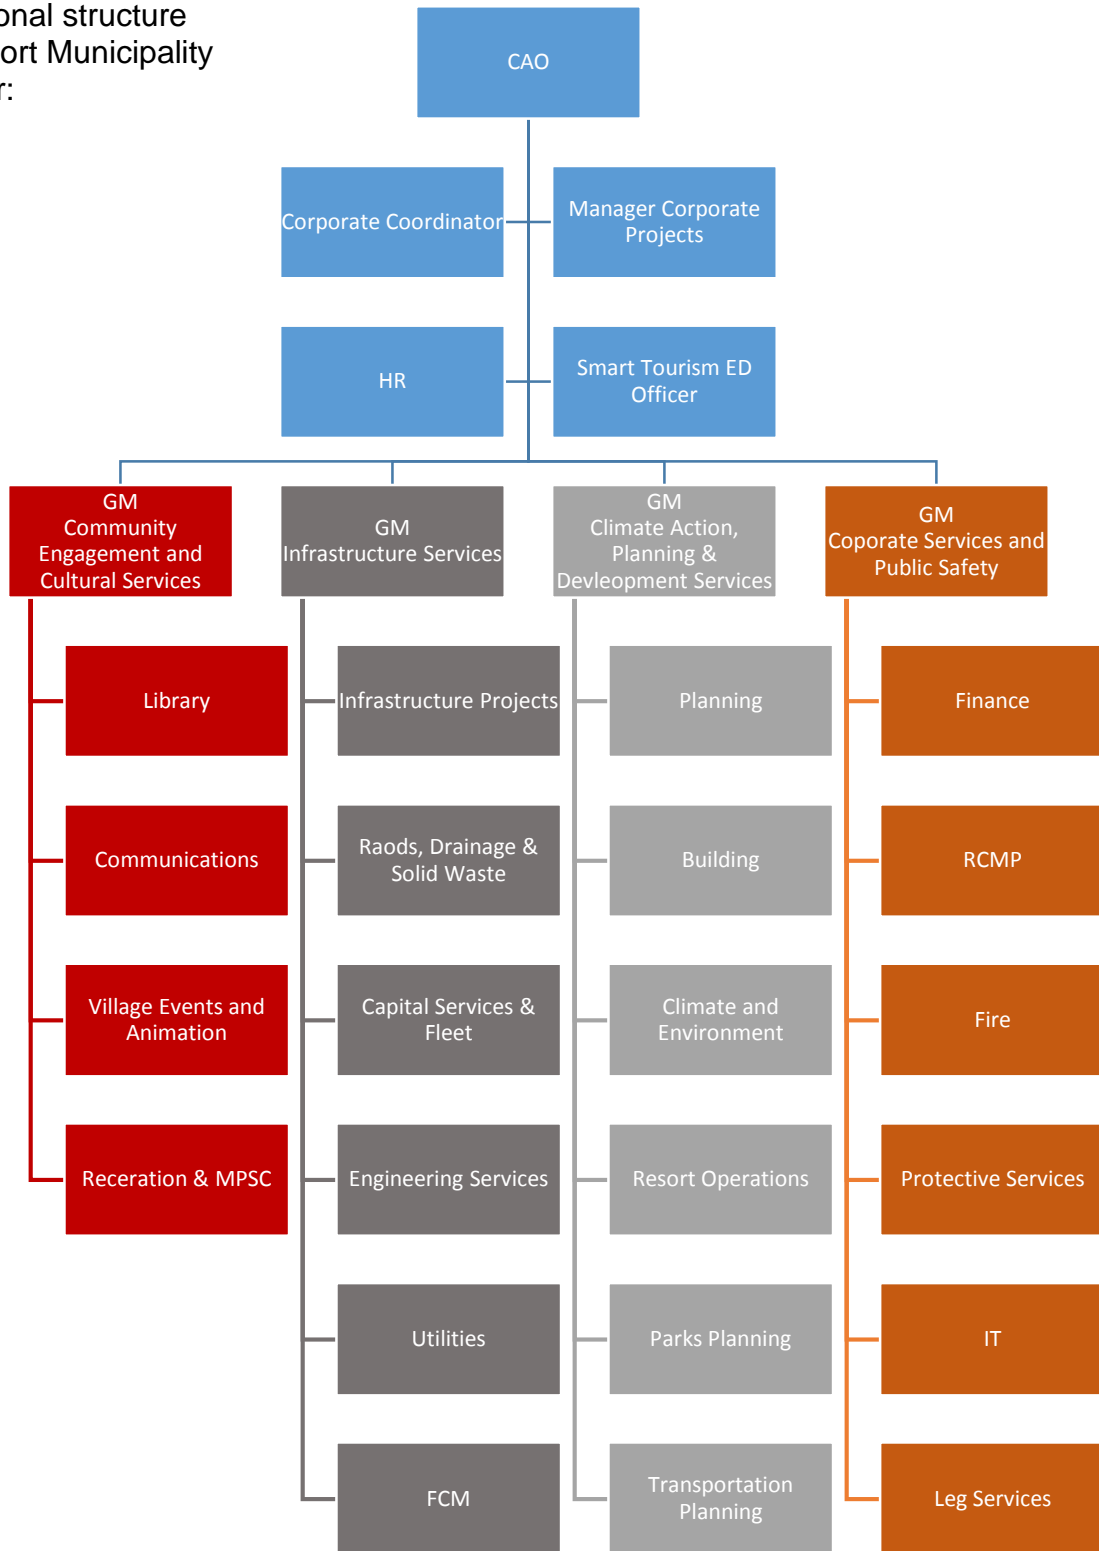 onal structure
ort Municipality
r:
CAO
Corporate Coordinator
Manager Corporate
Projects
HR
Smart Tourism ED
Officer
GM
Community
Engagement and
Cultural Services
GM
Infrastructure Services
GM
Climate Action,
Planning &
Devleopment Services
GM
Coporate Services and
Public Safety
Library
Communications
Village Events and
Animation
Receration & MPSC
Infrastructure Projects
Raods, Drainage &
Solid Waste
Capital Services &
Fleet
Engineering Services
Utilities
FCM
Planning
Building
Climate and
Environment
Resort Operations
Parks Planning
Transportation
Planning
Finance
RCMP
Fire
Protective Services
IT
Leg Services